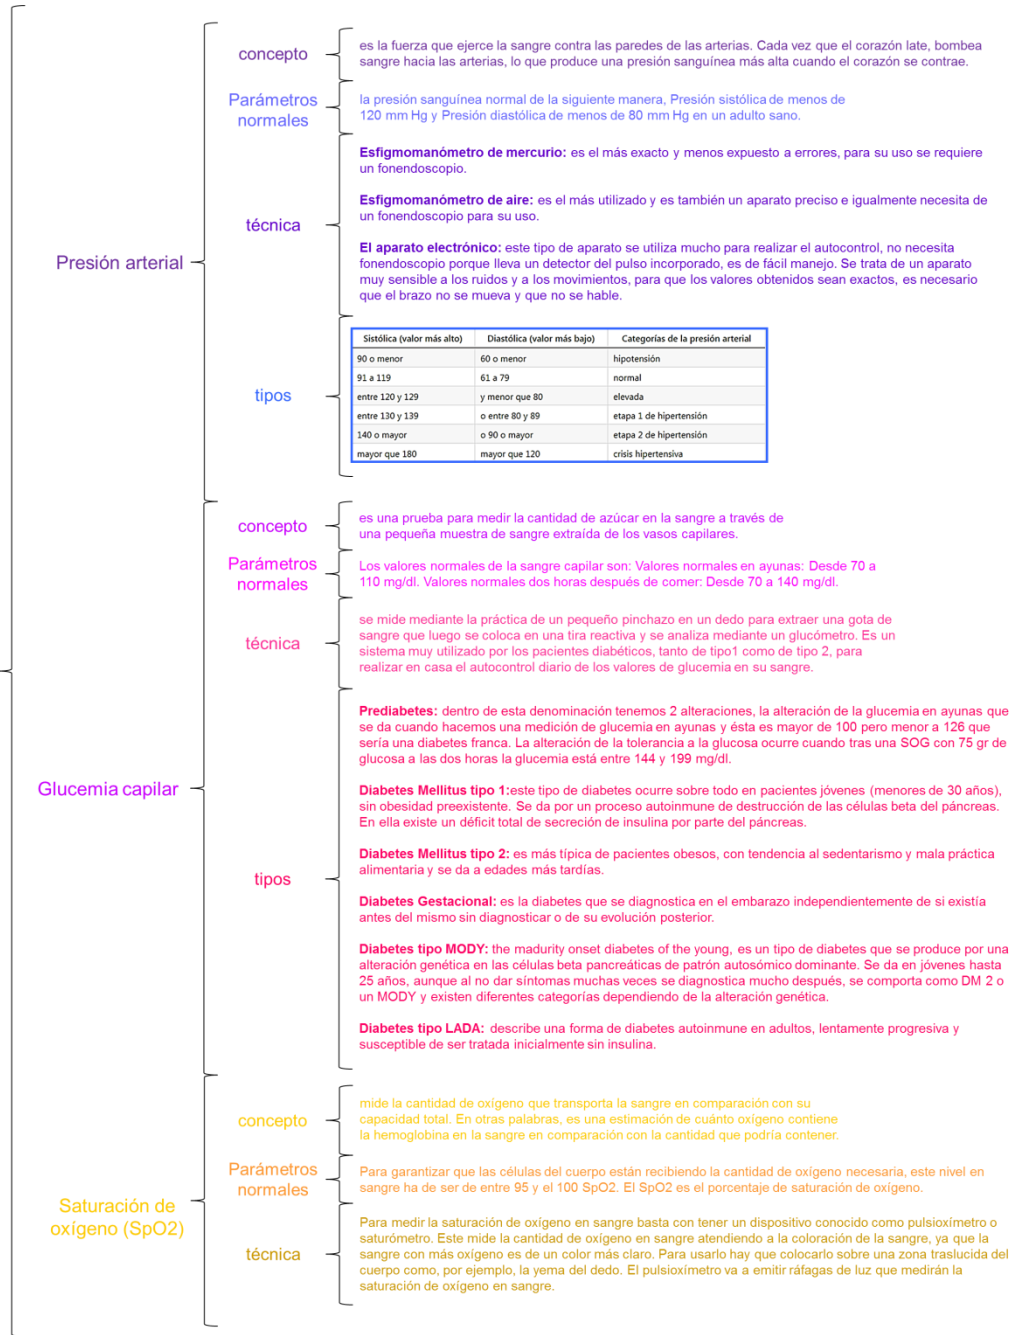 Presión arterial
concepto
es la fuerza que ejerce la sangre contra las paredes de las arterias. Cada vez que el corazón late, bombea
sangre hacia las arterias, lo que produce una presión sanguínea más alta cuando el corazón se contrae.
Parámetros
normales
la presión sanguínea normal de la siguiente manera, Presión sistólica de menos de
120 mm Hg y Presión diastólica de menos de 80 mm Hg en un adulto sano.
técnica
Esfigmomanómetro de mercurio: es el más exacto y menos expuesto a errores, para su uso se requiere
un fonendoscopio.
Esfigmomanómetro de aire: es el más utilizado y es también un aparato preciso e igualmente necesita de
un fonendoscopio para su uso.
El aparato electrónico: este tipo de aparato se utiliza mucho para realizar el autocontrol, no necesita
fonendoscopio porque lleva un detector del pulso incorporado, es de fácil manejo. Se trata de un aparato
muy sensible a los ruidos y a los movimientos, para que los valores obtenidos sean exactos, es necesario
que el brazo no se mueva y que no se hable.
tipos
Sistólica (valor más alto) Diastólica (valor más bajo) Categorías de la presión arterial
90 o menor 60 o menor hipotensión
91 a 119 61 a 79 normal
entre 120 y 129 y menor que 80 elevada
entre 130 y 139 o entre 80 y 89 etapa 1 de hipertensión
140 o mayor o 90 o mayor etapa 2 de hipertensión
mayor que 180 mayor que 120 crisis hipertensiva
Glucemia capilar
concepto
es una prueba para medir la cantidad de azúcar en la sangre a través de
una pequeña muestra de sangre extraída de los vasos capilares.
Parámetros
normales
Los valores normales de la sangre capilar son: Valores normales en ayunas: Desde 70 a
110 mg/dl. Valores normales dos horas después de comer: Desde 70 a 140 mg/dl.
técnica
se mide mediante la práctica de un pequeño pinchazo en un dedo para extraer una gota de
sangre que luego se coloca en una tira reactiva y se analiza mediante un glucómetro. Es un
sistema muy utilizado por los pacientes diabéticos, tanto de tipo1 como de tipo 2, para
realizar en casa el autocontrol diario de los valores de glucemia en su sangre.
tipos
Prediabetes: dentro de esta denominación tenemos 2 alteraciones, la alteración de la glucemia en ayunas que
se da cuando hacemos una medición de glucemia en ayunas y ésta es mayor de 100 pero menor a 126 que
sería una diabetes franca. La alteración de la tolerancia a la glucosa ocurre cuando tras una SOG con 75 gr de
glucosa a las dos horas la glucemia está entre 144 y 199 mg/dl.
Diabetes Mellitus tipo 1:este tipo de diabetes ocurre sobre todo en pacientes jóvenes (menores de 30 años),
sin obesidad preexistente. Se da por un proceso autoinmune de destrucción de las células beta del páncreas.
En ella existe un déficit total de secreción de insulina por parte del páncreas.
Diabetes Mellitus tipo 2: es más típica de pacientes obesos, con tendencia al sedentarismo y mala práctica
alimentaria y se da a edades más tardías.
Diabetes Gestacional: es la diabetes que se diagnostica en el embarazo independientemente de si existía
antes del mismo sin diagnosticar o de su evolución posterior.
Diabetes tipo MODY: the madurity onset diabetes of the young, es un tipo de diabetes que se produce por una
alteración genética en las células beta pancreáticas de patrón autosómico dominante. Se da en jóvenes hasta
25 años, aunque al no dar síntomas muchas veces se diagnostica mucho después, se comporta como DM 2 o
un MODY y existen diferentes categorías dependiendo de la alteración genética.
Diabetes tipo LADA: describe una forma de diabetes autoinmune en adultos, lentamente progresiva y
susceptible de ser tratada inicialmente sin insulina.
Saturación de
oxígeno (SpO2)
concepto
mide la cantidad de oxígeno que transporta la sangre en comparación con su
capacidad total. En otras palabras, es una estimación de cuánto oxígeno contiene
la hemoglobina en la sangre en comparación con la cantidad que podría contener.
Parámetros
normales
Para garantizar que las células del cuerpo están recibiendo la cantidad de oxígeno necesaria, este nivel en
sangre ha de ser de entre 95 y el 100 SpO2. El SpO2 es el porcentaje de saturación de oxígeno.
técnica
Para medir la saturación de oxígeno en sangre basta con tener un dispositivo conocido como pulsioxímetro o
saturómetro. Este mide la cantidad de oxígeno en sangre atendiendo a la coloración de la sangre, ya que la
sangre con más oxígeno es de un color más claro. Para usarlo hay que colocarlo sobre una zona traslucida del
cuerpo como, por ejemplo, la yema del dedo. El pulsioxímetro va a emitir ráfagas de luz que medirán la
saturación de oxígeno en sangre.